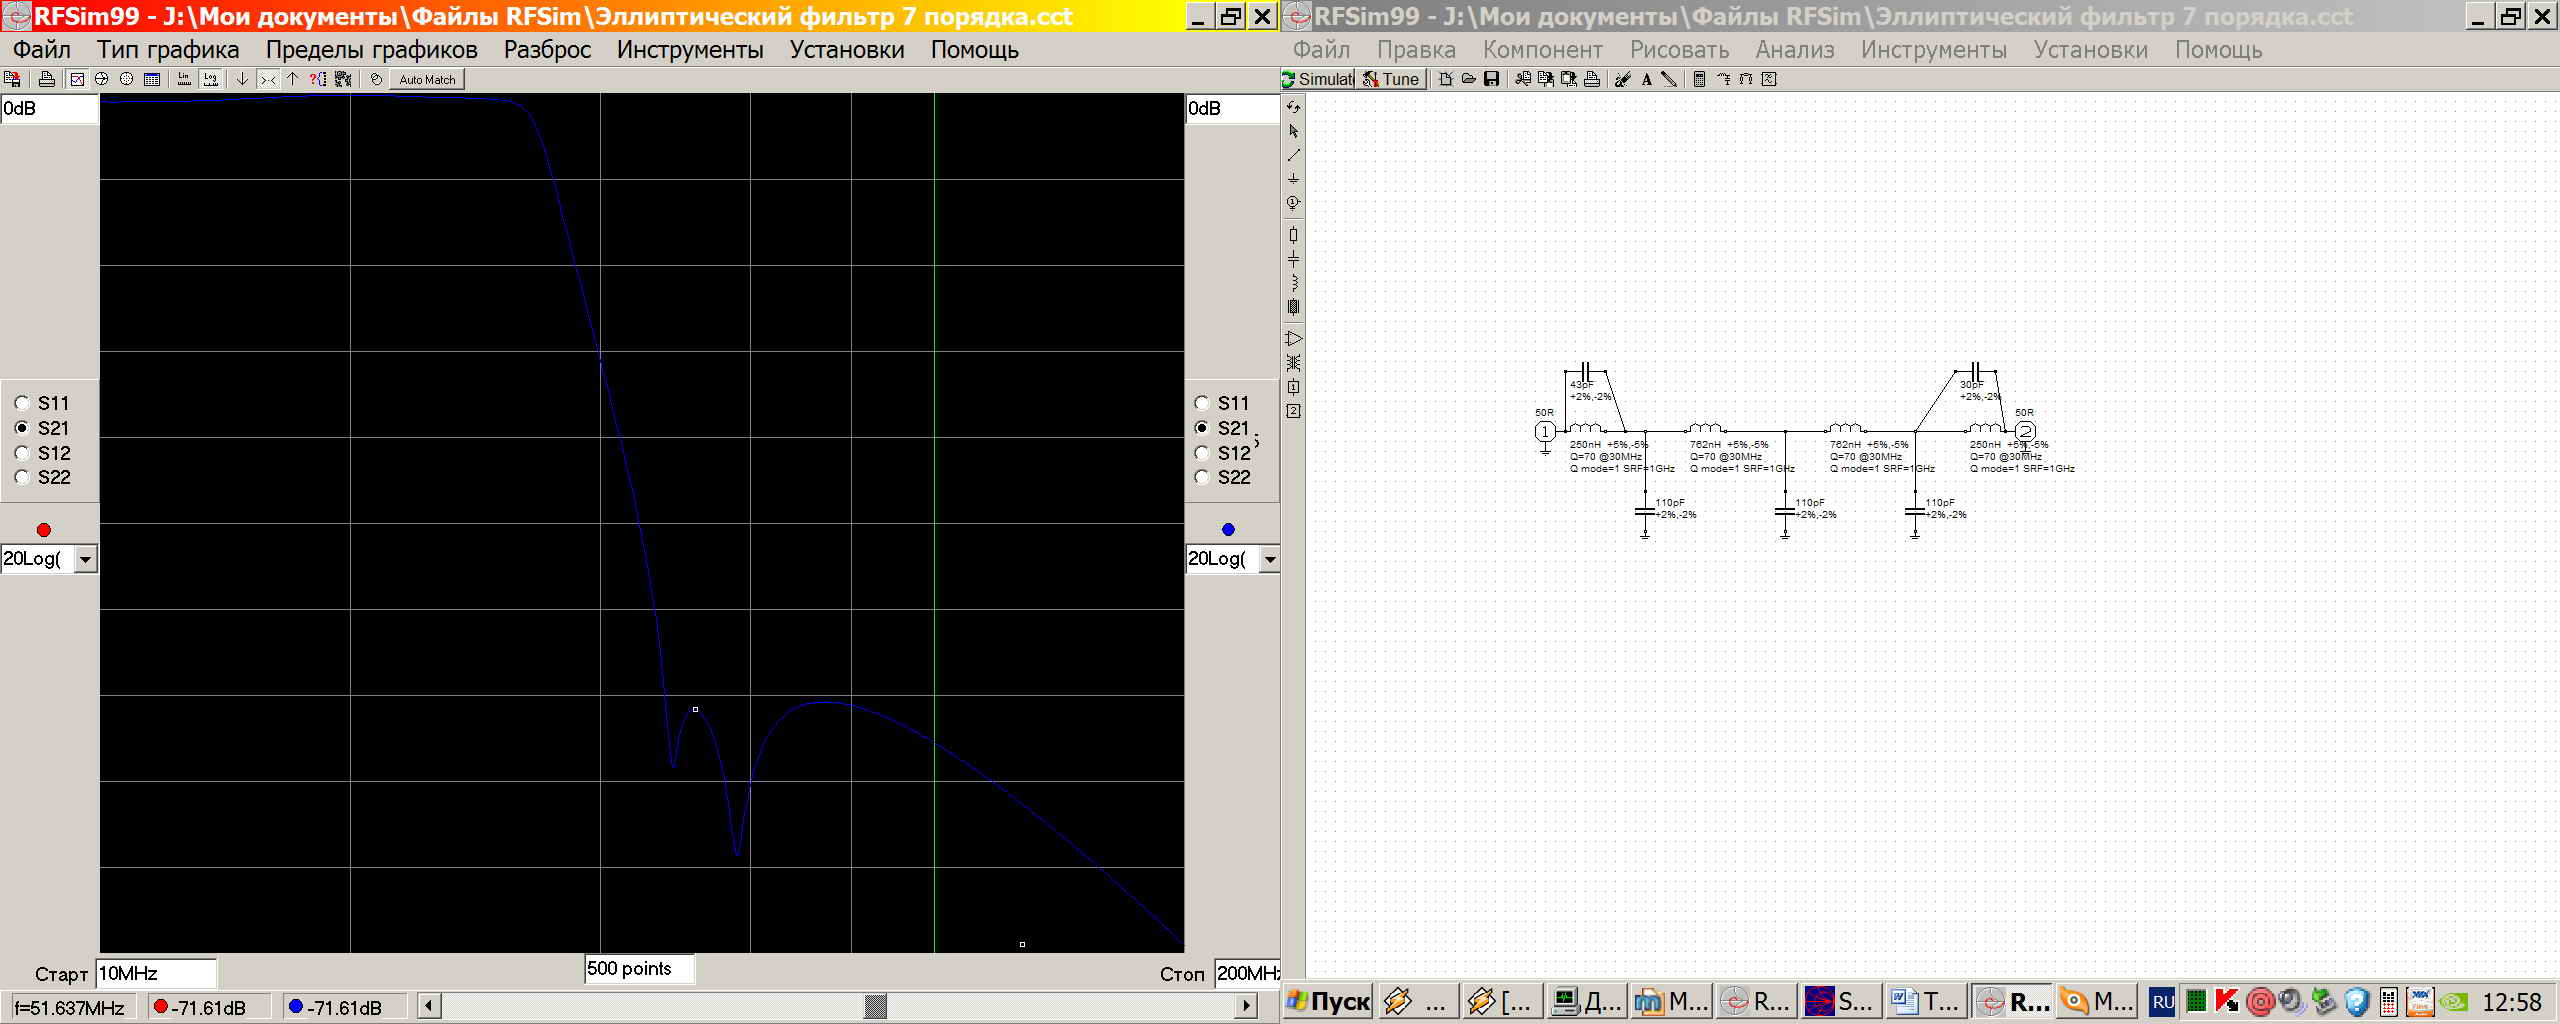 RFSim99 - J:\Мои документы\Файлы RFSim\Эллиптический фильтр 7 порядка.cct
Файл Тип графика Пределы графиков Разброс Инструменты Установки Помощь
Lin Log Auto Match
0dB
0dB
S11
S21
S12
S22
20Log(
S11
S21
S12
S22
20Log(
Старт 10MHz
500 points
Стоп 200MHz
f=51.637MHz -71.61dB -71.61dB
RFSim99 - J:\Мои документы\Файлы RFSim\Эллиптический фильтр 7 порядка.cct
Файл Правка Компонент Рисовать Анализ Инструменты Установки Помощь
Simulat Tune A
43pF
+2%,-2%
30pF
+2%,-2%
50R
50R
1
2
250nH +5%,-5%
Q=70 @30MHz
Q mode=1 SRF=1GHz
762nH +5%,-5%
Q=70 @30MHz
Q mode=1 SRF=1GHz
762nH +5%,-5%
Q=70 @30MHz
Q mode=1 SRF=1GHz
250nH +5%,-5%
Q=70 @30MHz
Q mode=1 SRF=1GHz
110pF
+2%,-2%
110pF
+2%,-2%
110pF
+2%,-2%
Пуск ... [... Д... М... R... S... Т... R... М... RU 12:58